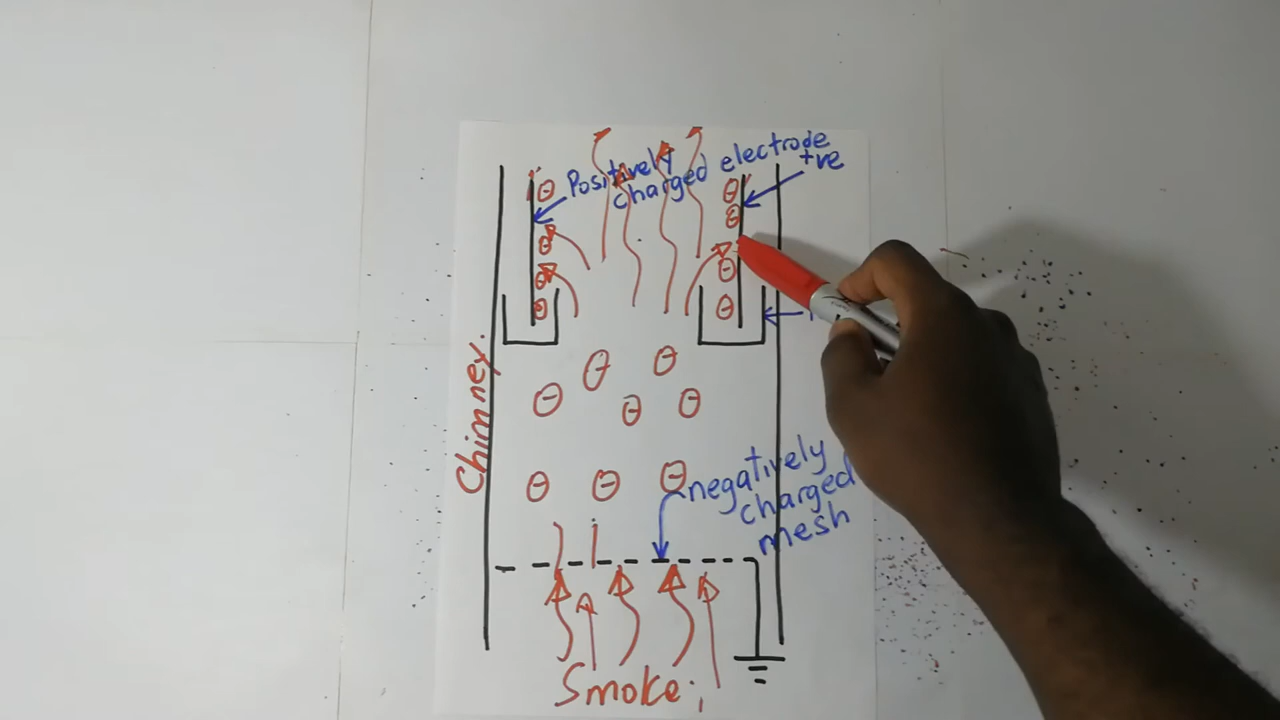 Positively
charged electrode
+ve
Chimney.
negatively
charged
mesh
Smoke